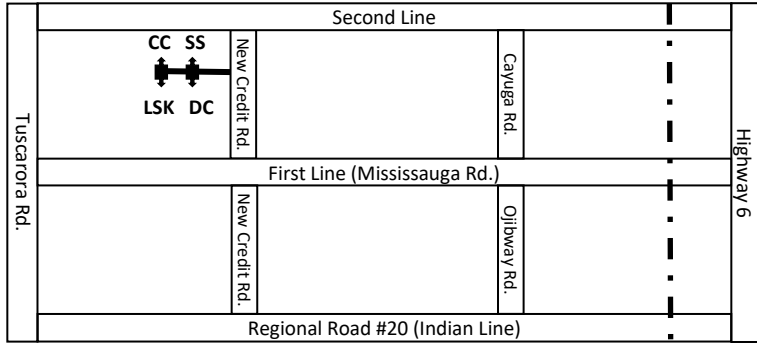 Second Line
CC SS
LSK DC
New Credit Rd.
Cayuga Rd.
Tuscarora Rd.
Highway 6
First Line (Mississauga Rd.)
New Credit Rd.
Ojibway Rd.
Regional Road #20 (Indian Line)